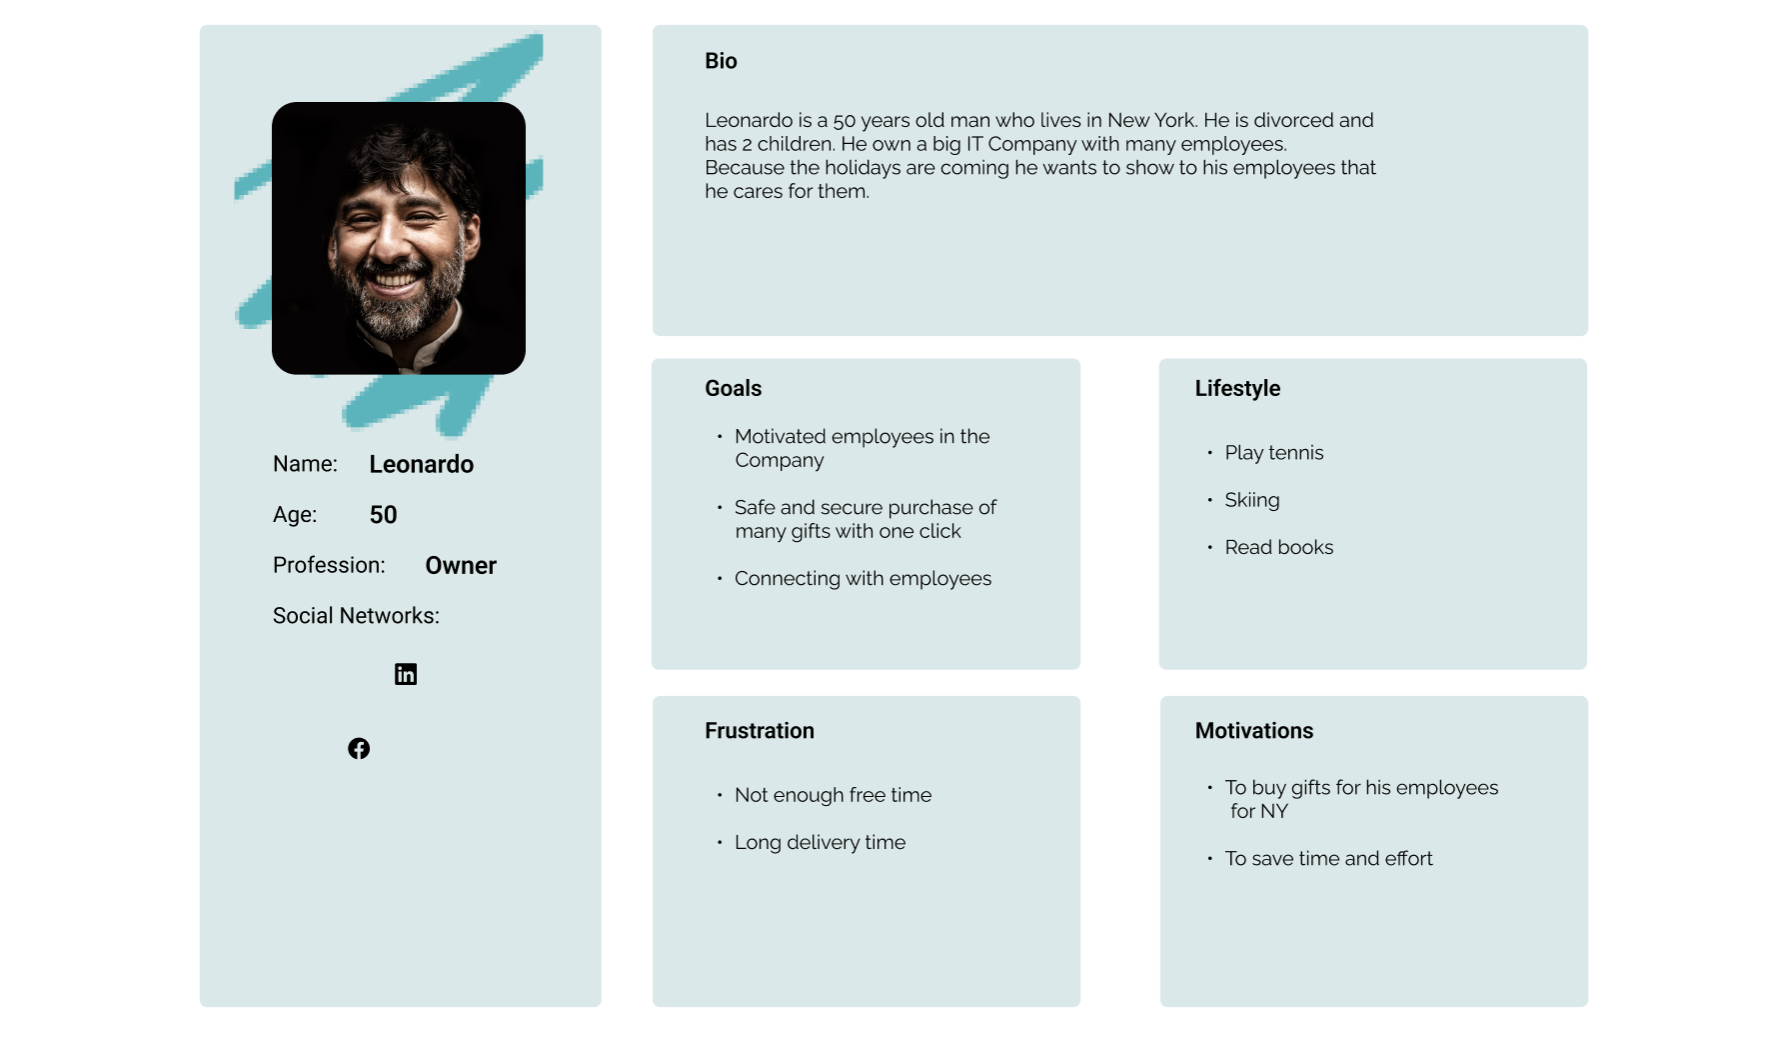 Name: Leonardo
Age: 50
Profession: Owner
Social Networks:
in
Bio
Leonardo is a 50 years old man who lives in New York. He is divorced and
has 2 children. He own a big IT Company with many employees.
Because the holidays are coming he wants to show to his employees that
he cares for them.
Goals
• Motivated employees in the
Company
• Safe and secure purchase of
many gifts with one click
• Connecting with employees
Lifestyle
• Play tennis
• Skiing
• Read books
Frustration
• Not enough free time
• Long delivery time
Motivations
• To buy gifts for his employees
for NY
• To save time and effort